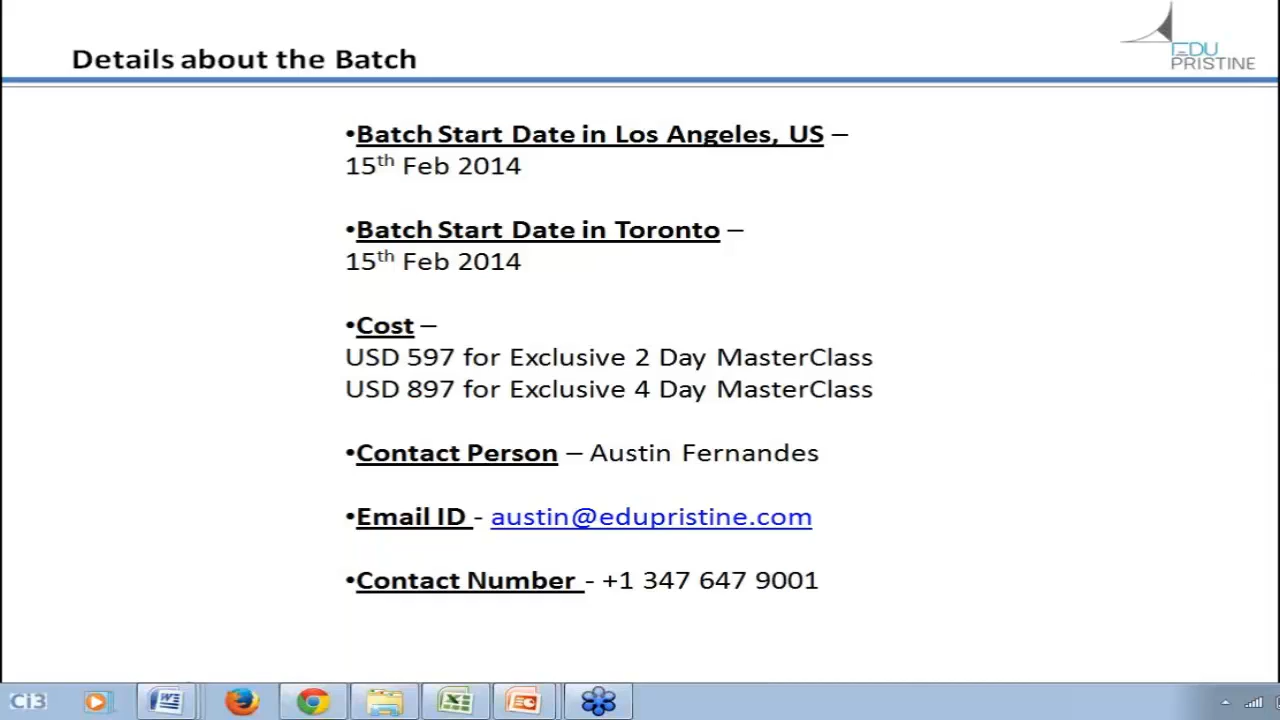 Details about the Batch
EDU
PRISTINE
•Batch Start Date in Los Angeles, US –
15th Feb 2014
•Batch Start Date in Toronto –
15th Feb 2014
•Cost –
USD 597 for Exclusive 2 Day MasterClass
USD 897 for Exclusive 4 Day MasterClass
•Contact Person – Austin Fernandes
•Email ID - austin@edupristine.com
•Contact Number - +1 347 647 9001
Ci3